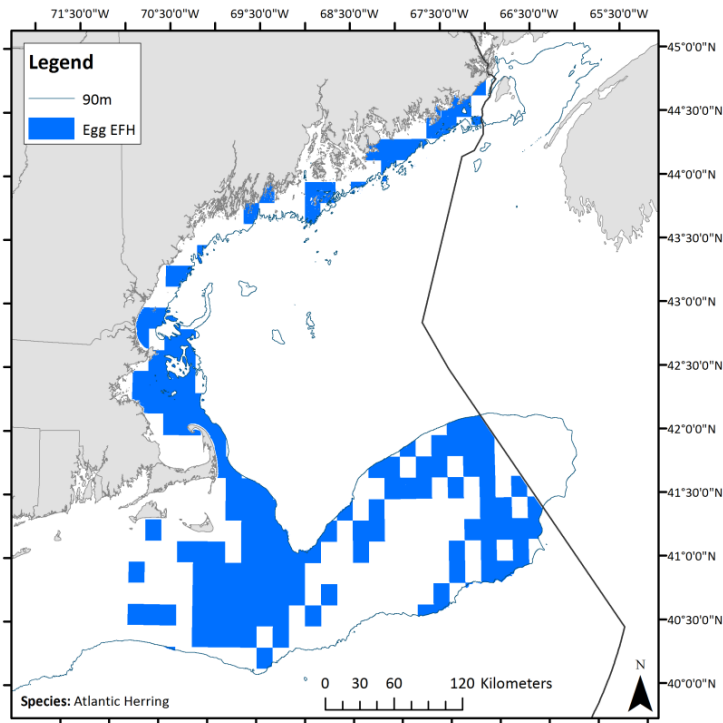 71°30'0"W 70°30'0"W 69°30'0"W 68°30'0"W 67°30'0"W 66°30'0"W 65°30'0"W
Legend
90m
Egg EFH
45°0'0"N
44°30'0"N
44°0'0"N
43°30'0"N
43°0'0"N
42°30'0"N
42°0'0"N
41°30'0"N
41°0'0"N
40°30'0"N
40°0'0"N
N
0 30 60 120 Kilometers
Species: Atlantic Herring